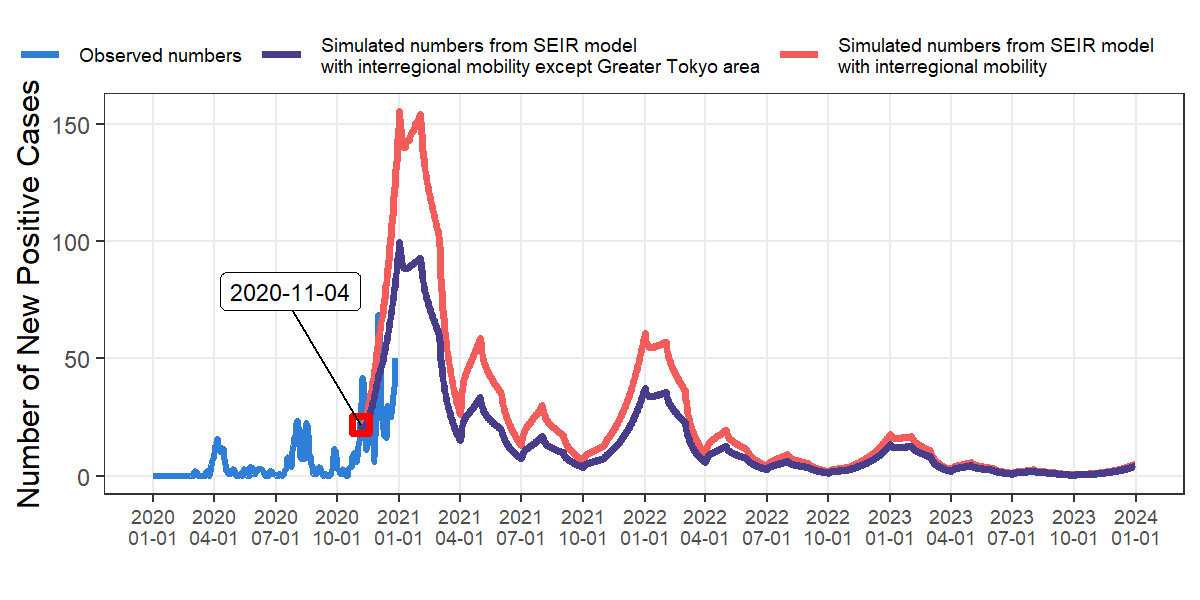 Observed numbers
Simulated numbers from SEIR model
with interregional mobility except Greater Tokyo area
Simulated numbers from SEIR model
with interregional mobility
Number of New Positive Cases
150
100
50
0
2020-11-04
2020 2020 2020 2020 2021 2021 2021 2021 2022 2022 2022 2022 2023 2023 2023 2023 2024
01-01 04-01 07-01 10-01 01-01 04-01 07-01 10-01 01-01 04-01 07-01 10-01 01-01 04-01 07-01 10-01 01-01